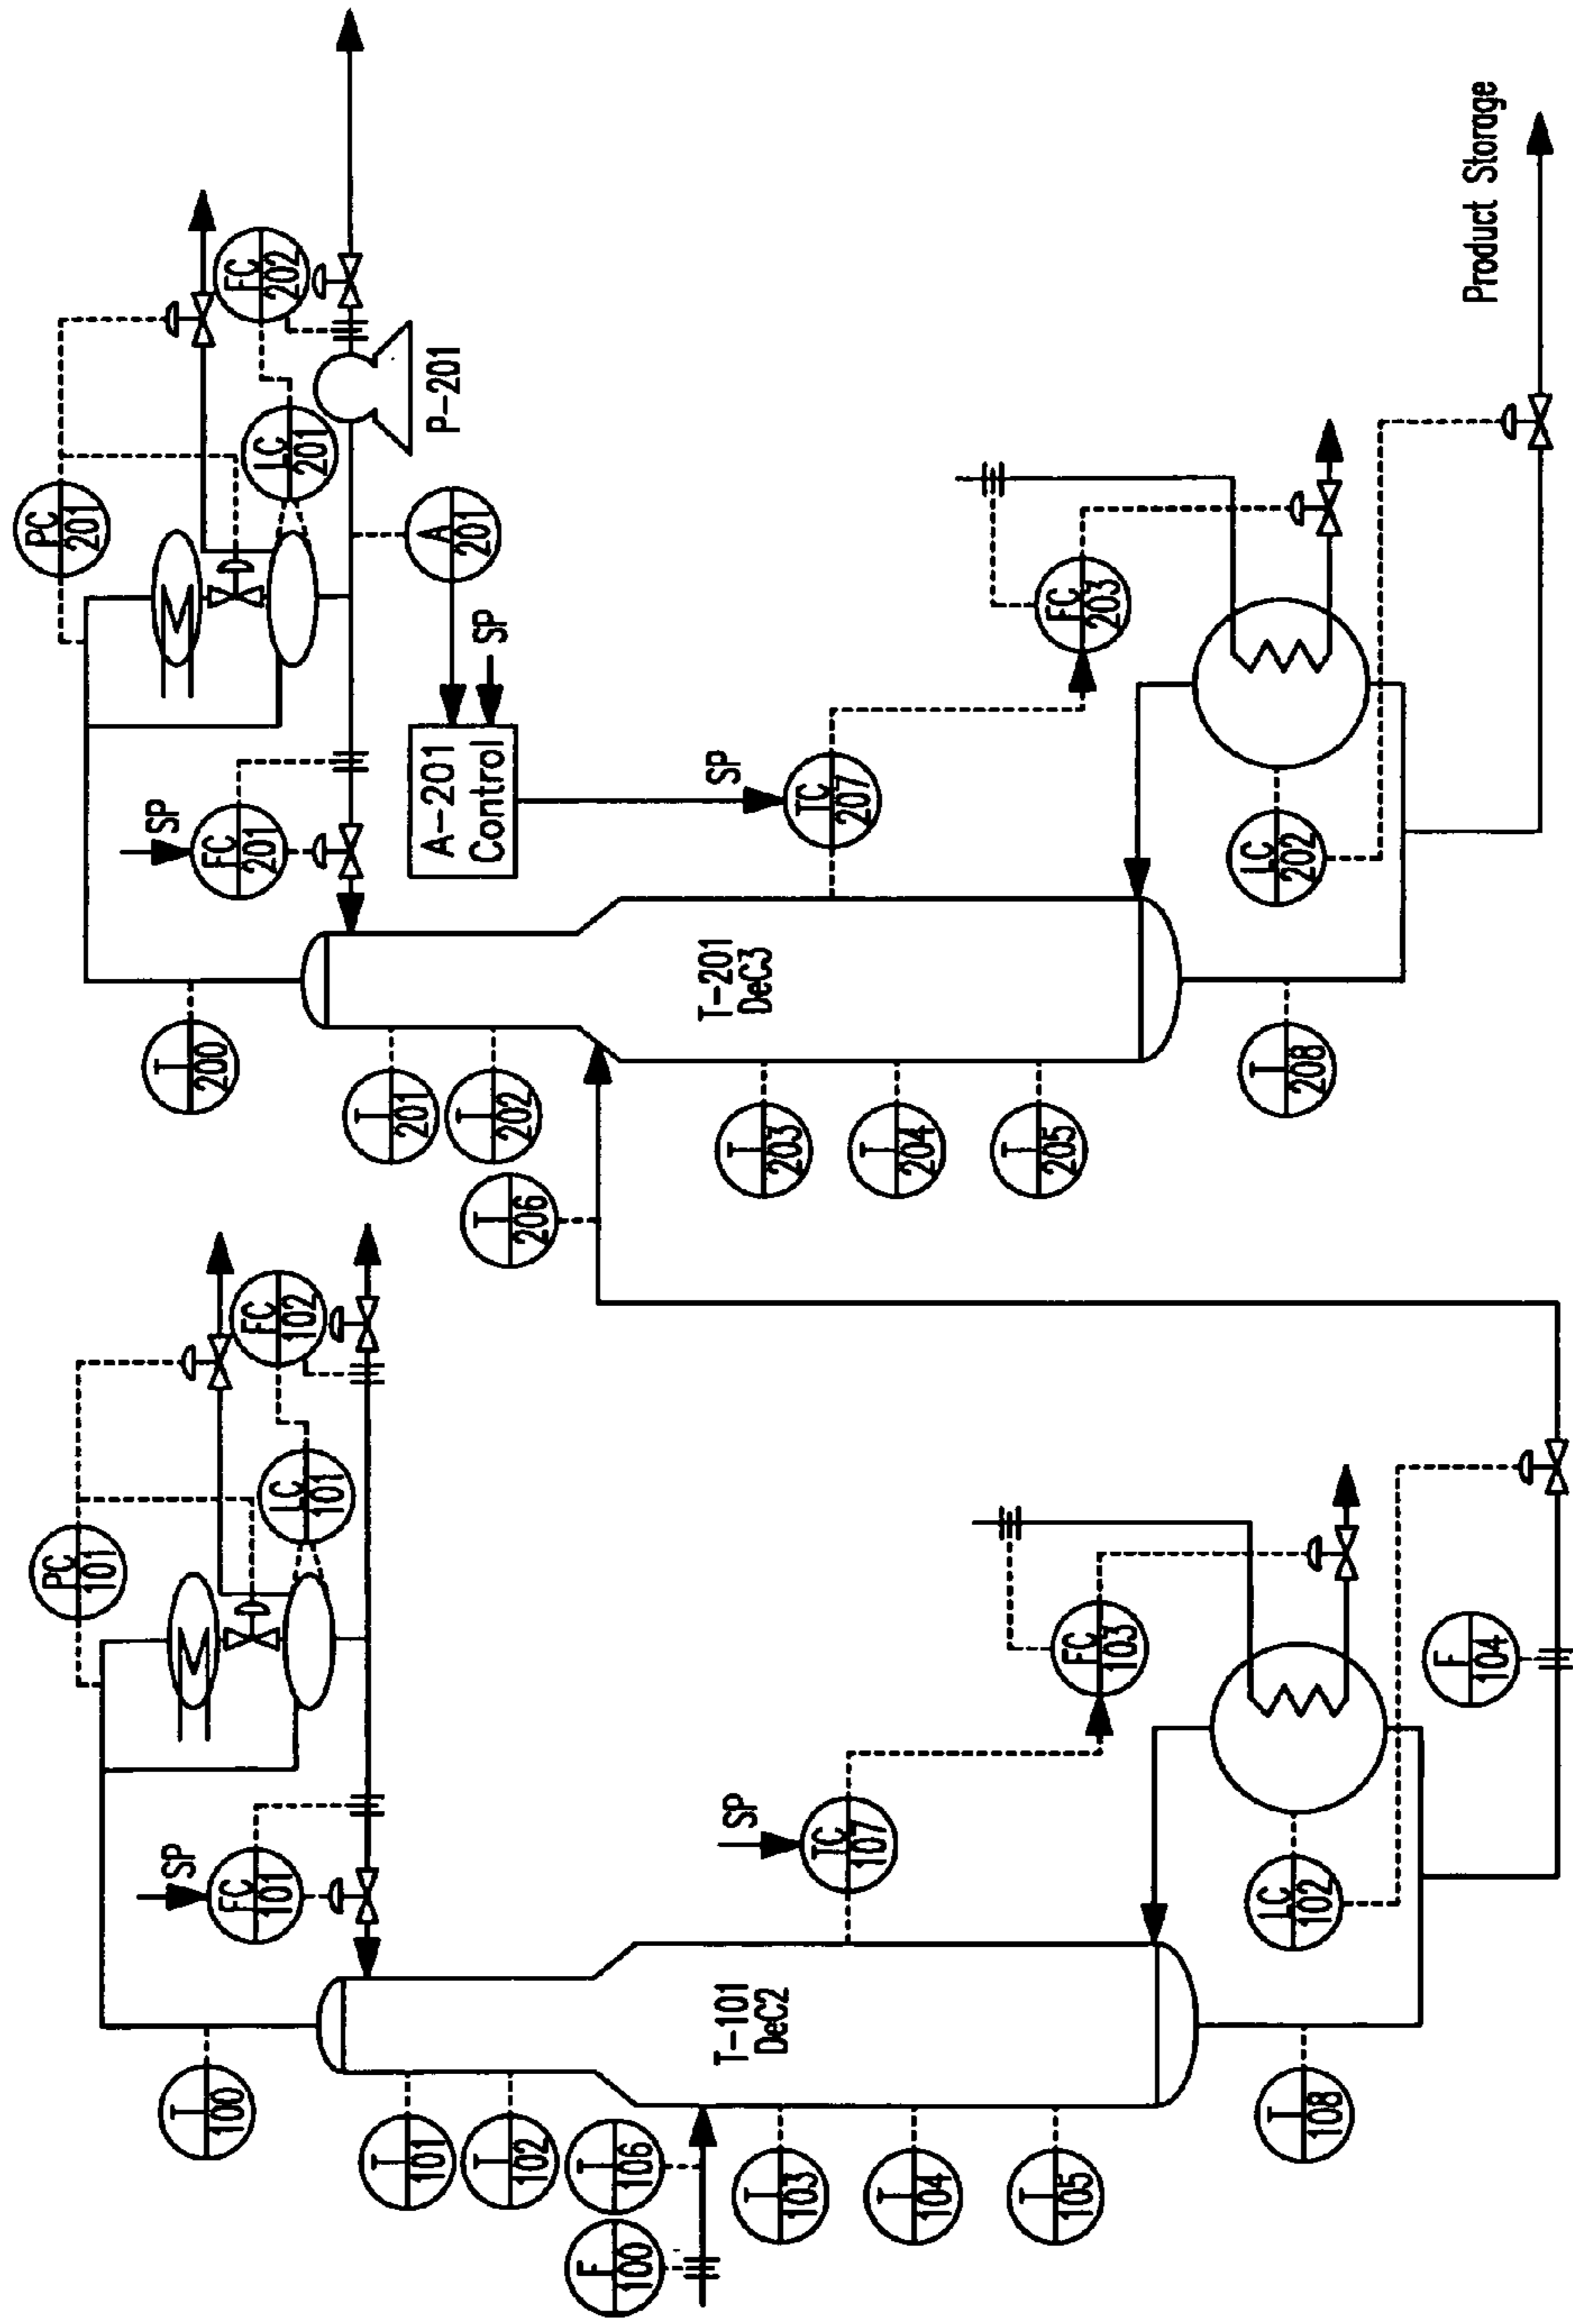 PC
101
PC
201
T
100
SP
FC
101
LC
101
FC
102
T
200
SP
FC
201
LC
201
FC
202
T
101
T
102
T
201
T
202
P-201
A
201
A-201
Control
SP
F
100
T
106
T
206
T-101
DeC2
T-201
DeC3
SP
SP
T
103
T
104
T
105
TC
107
T
203
T
204
T
205
TC
207
FC
103
FC
203
T
108
LC
102
T
208
LC
202
F
104
Product Storage